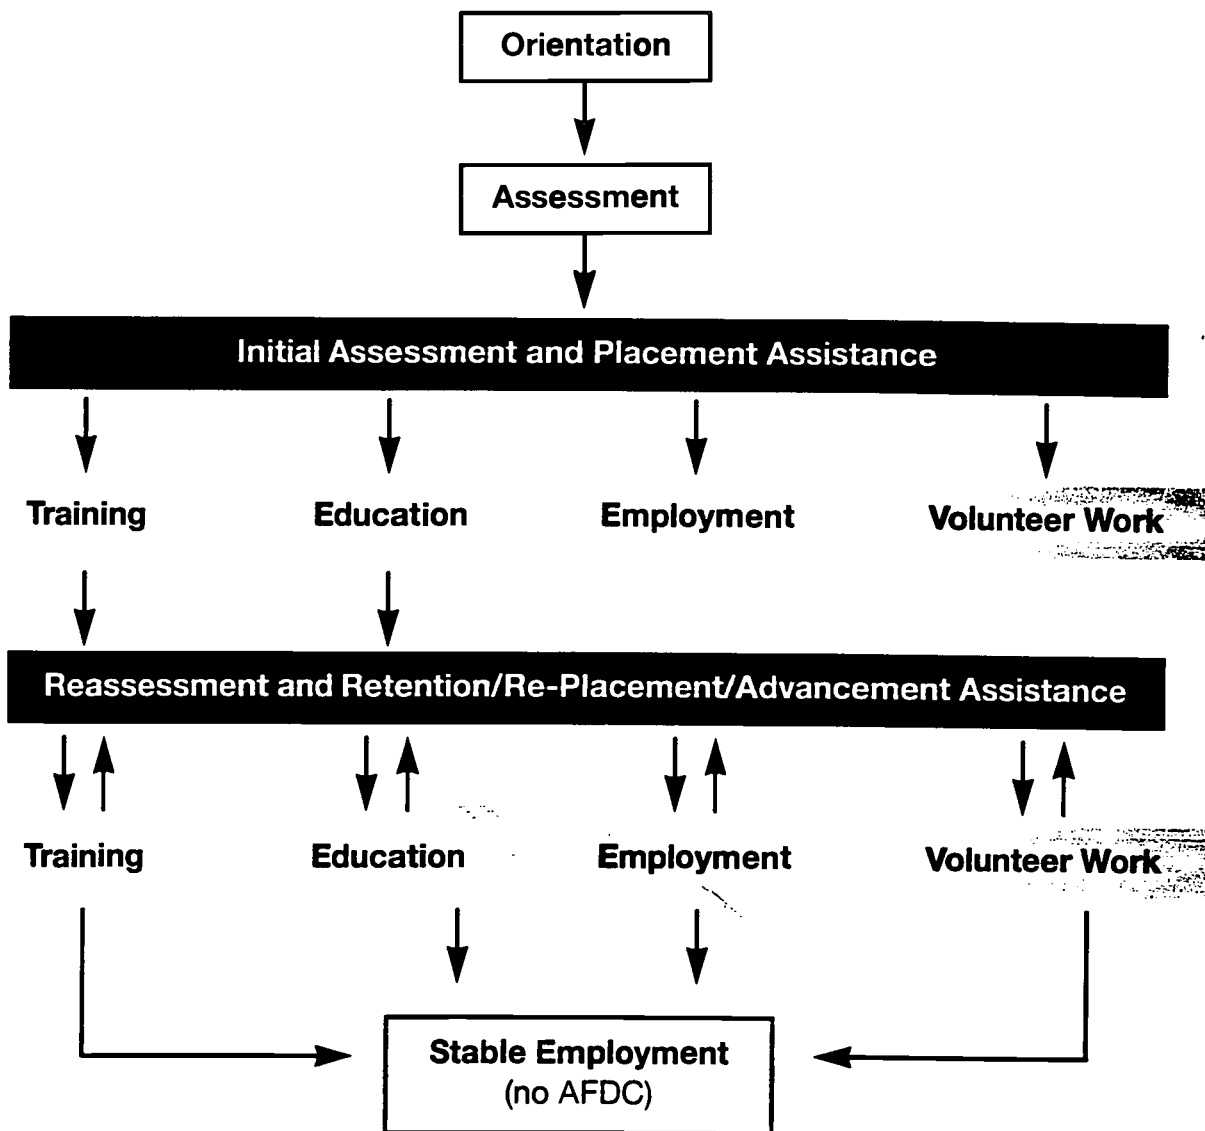 Orientation
Assessment
Initial Assessment and Placement Assistance
Training Education Employment Volunteer Work
Reassessment and Retention/Re-Placement/Advancement Assistance
Training Education Employment Volunteer Work
Stable Employment
(no AFDC)